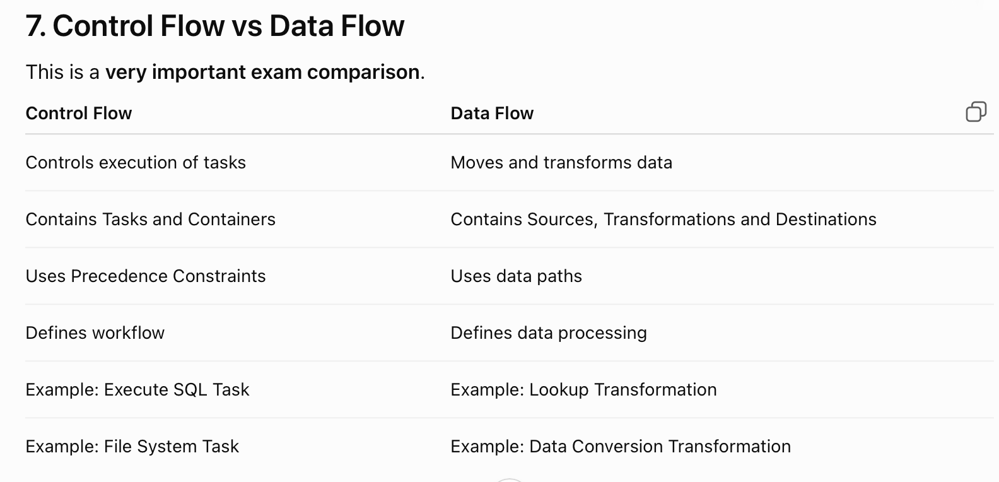 7. Control Flow vs Data Flow
This is a very important exam comparison.
Control Flow Data Flow
Controls execution of tasks Moves and transforms data
Contains Tasks and Containers Contains Sources, Transformations and Destinations
Uses Precedence Constraints Uses data paths
Defines workflow Defines data processing
Example: Execute SQL Task Example: Lookup Transformation
Example: File System Task Example: Data Conversion Transformation